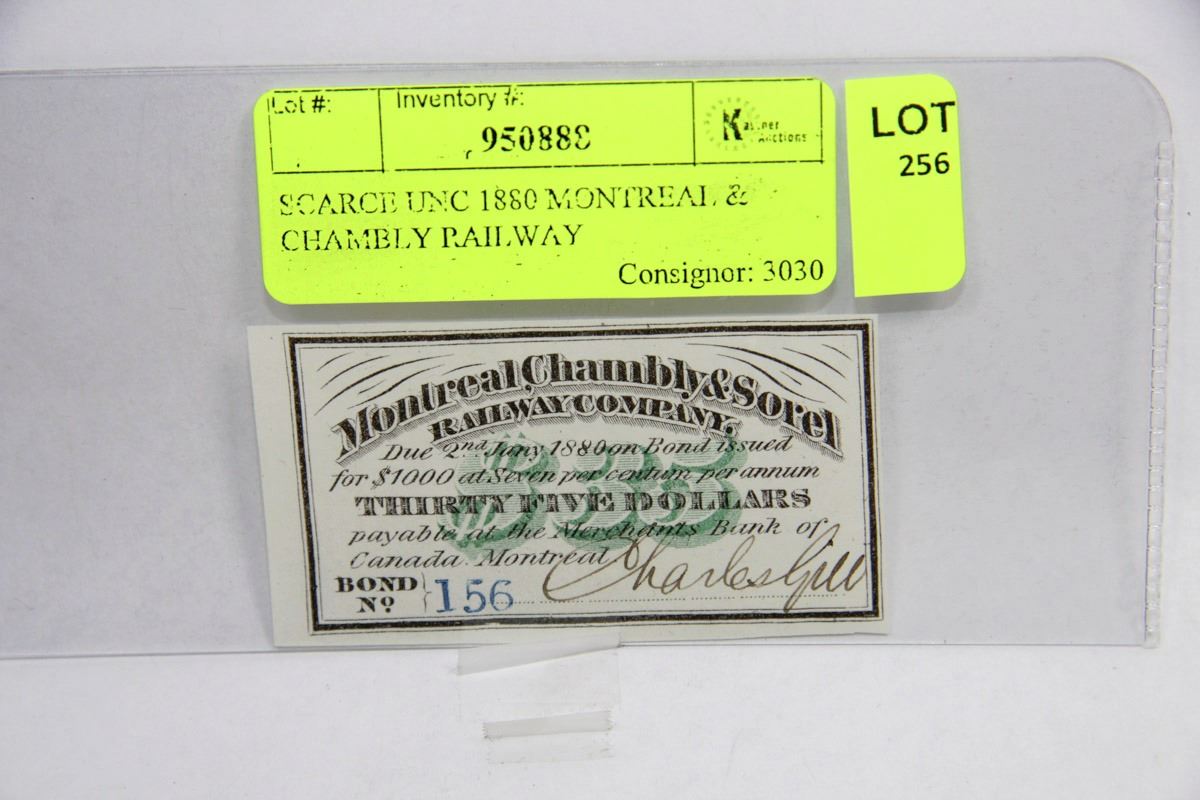 Lot #:
Inventory #:
950888
Kastner
Auctions
SCARCE UNC 1880 MONTREAL &
CHAMBLY RAILWAY
Consignor: 3030
LOT
256
Montreal, Chambly & Sorel
RAILWAY COMPANY.
Due 2nd Jany 1880 on Bond issued
for $1000 at Seven per centum per annum
THIRTY FIVE DOLLARS
payable at the Merchants Bank of
Canada Montreal
Charles Gill
BOND
No 156